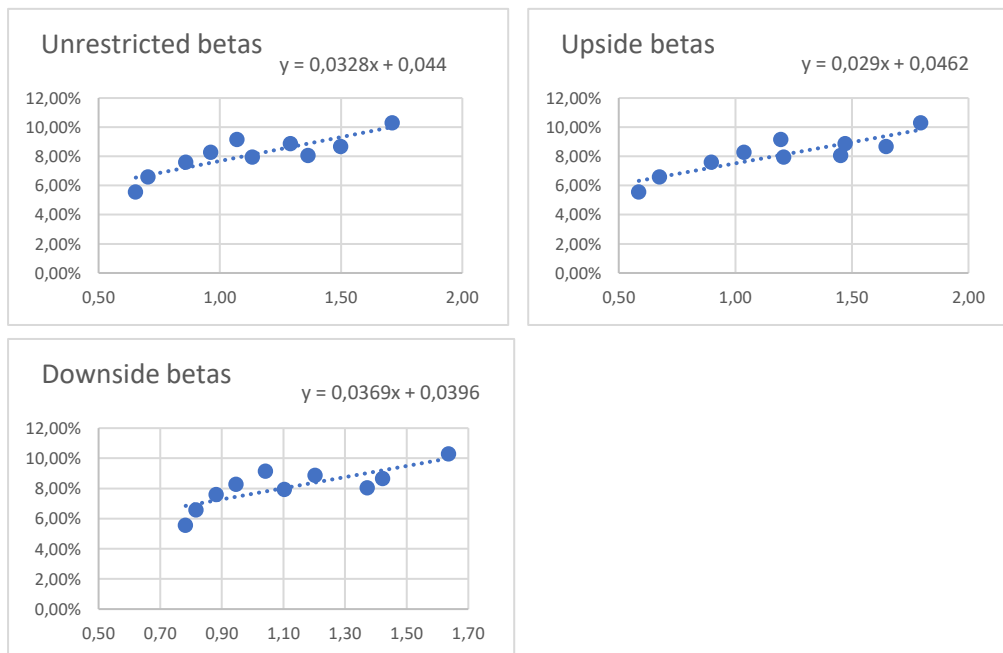 Unrestricted betas
y = 0,0328x + 0,044
12,00%
10,00%
8,00%
6,00%
4,00%
2,00%
0,00%
0,50 1,00 1,50 2,00
Upside betas
y = 0,029x + 0,0462
12,00%
10,00%
8,00%
6,00%
4,00%
2,00%
0,00%
0,50 1,00 1,50 2,00
Downside betas
y = 0,0369x + 0,0396
12,00%
10,00%
8,00%
6,00%
4,00%
2,00%
0,00%
0,50 0,70 0,90 1,10 1,30 1,50 1,70